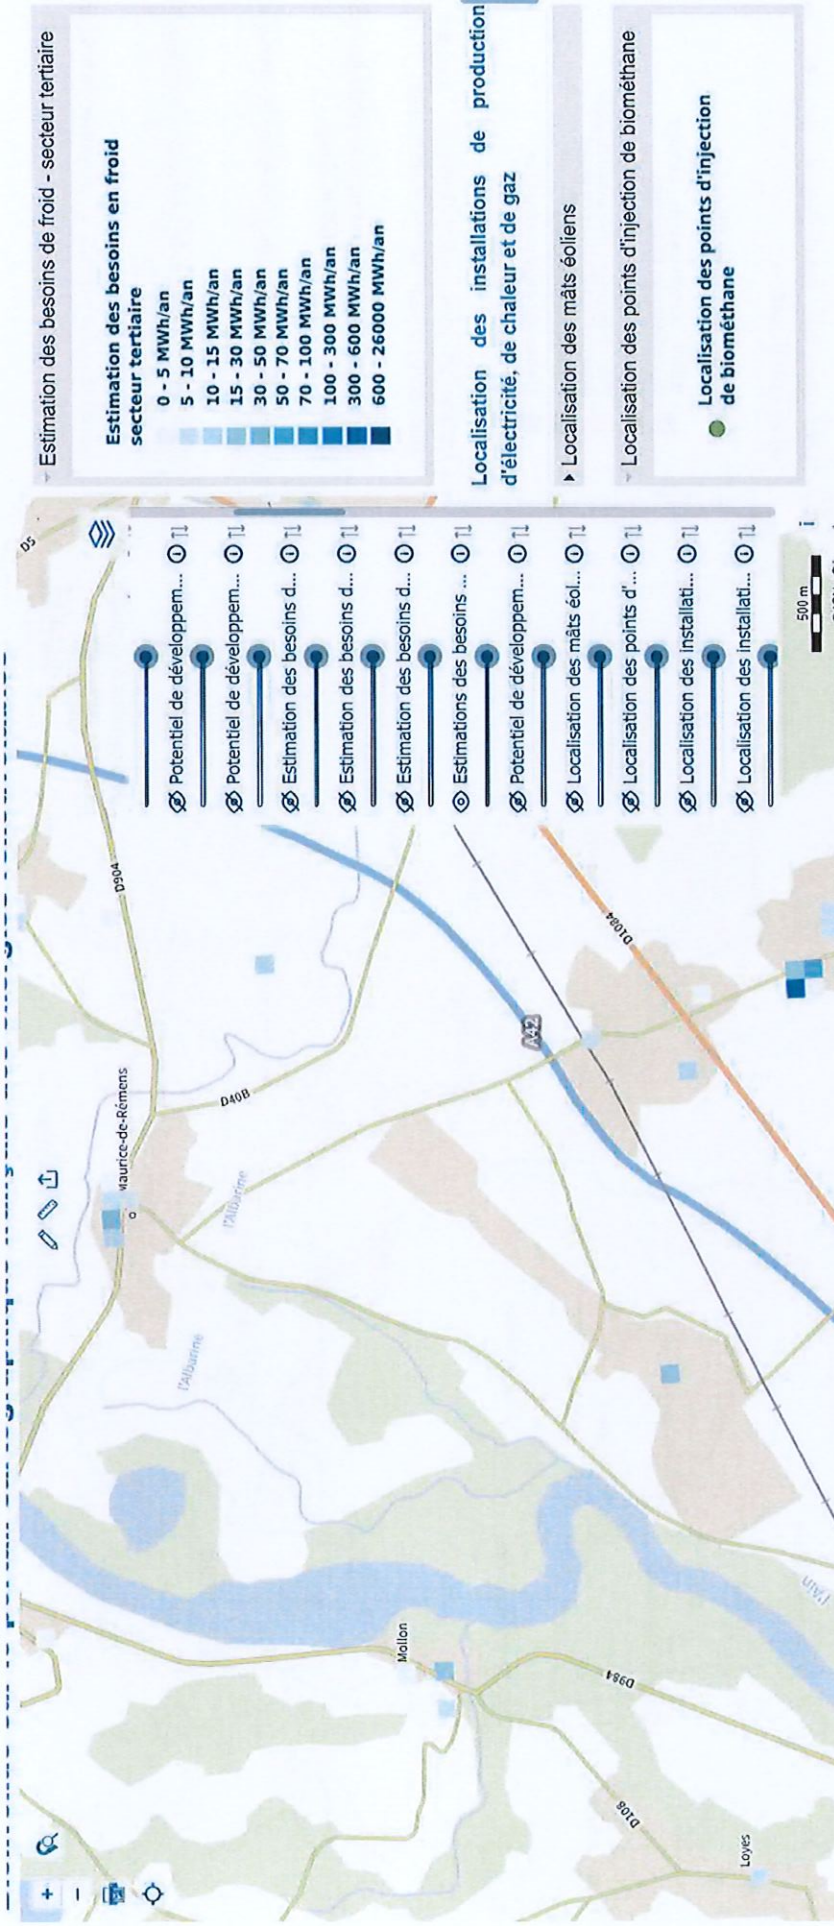 Estimation des besoins de froid - secteur tertiaire
Estimation des besoins en froid
secteur tertiaire
0 - 5 MWh/an
5 - 10 MWh/an
10 - 15 MWh/an
15 - 30 MWh/an
30 - 50 MWh/an
50 - 70 MWh/an
70 - 100 MWh/an
100 - 300 MWh/an
300 - 600 MWh/an
600 - 26000 MWh/an
Localisation des installations de production
d'électricité, de chaleur et de gaz
Localisation des mâts éoliens
Localisation des points d'injection de biométhane
Localisation des points d'injection
de biométhane
Potentiel de développem...
Potentiel de développem...
Estimation des besoins d...
Estimation des besoins d...
Estimation des besoins d...
Estimations des besoins ...
Potentiel de développem...
Localisation des mâts éol...
Localisation des points d'...
Localisation des installati...
Localisation des installati...
500 m
i
D5
D904
Maurice-de-Rémens
D40B
l'Albarine
l'Albarine
A42
D1084
Mollon
D984
l'Ain
D108
Loyes
+
−